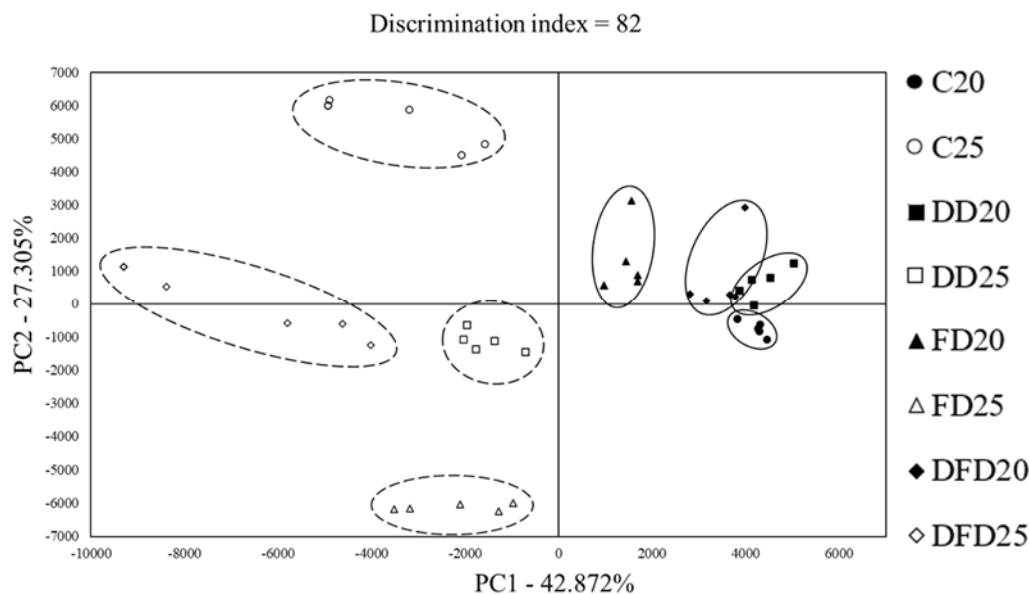 Discrimination index = 82
7000
6000
5000
4000
3000
2000
1000
0
-1000
-2000
-3000
-4000
-5000
-6000
-7000
PC2 - 27.305%
-10000 -8000 -6000 -4000 -2000 0 2000 4000 6000
PC1 - 42.872%
C20
C25
DD20
DD25
FD20
FD25
DFD20
DFD25